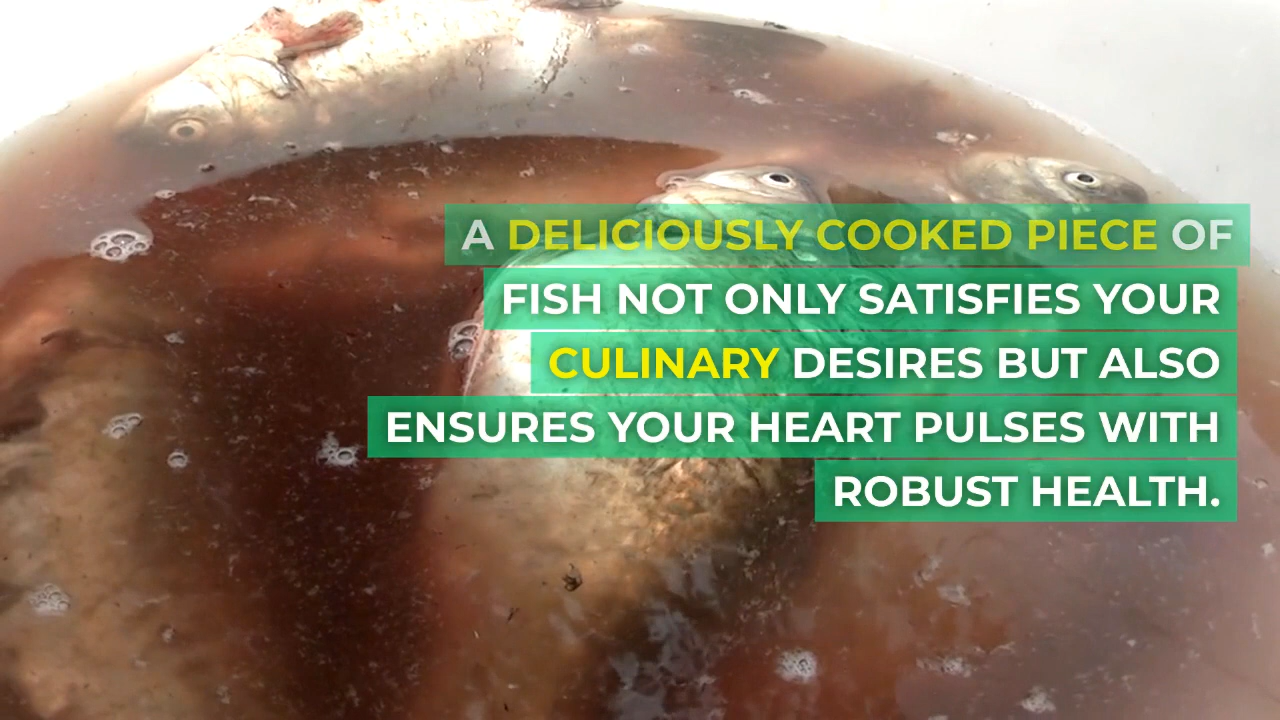 A DELICIOUSLY COOKED PIECE OF
FISH NOT ONLY SATISFIES YOUR
CULINARY DESIRES BUT ALSO
ENSURES YOUR HEART PULSES WITH
ROBUST HEALTH.